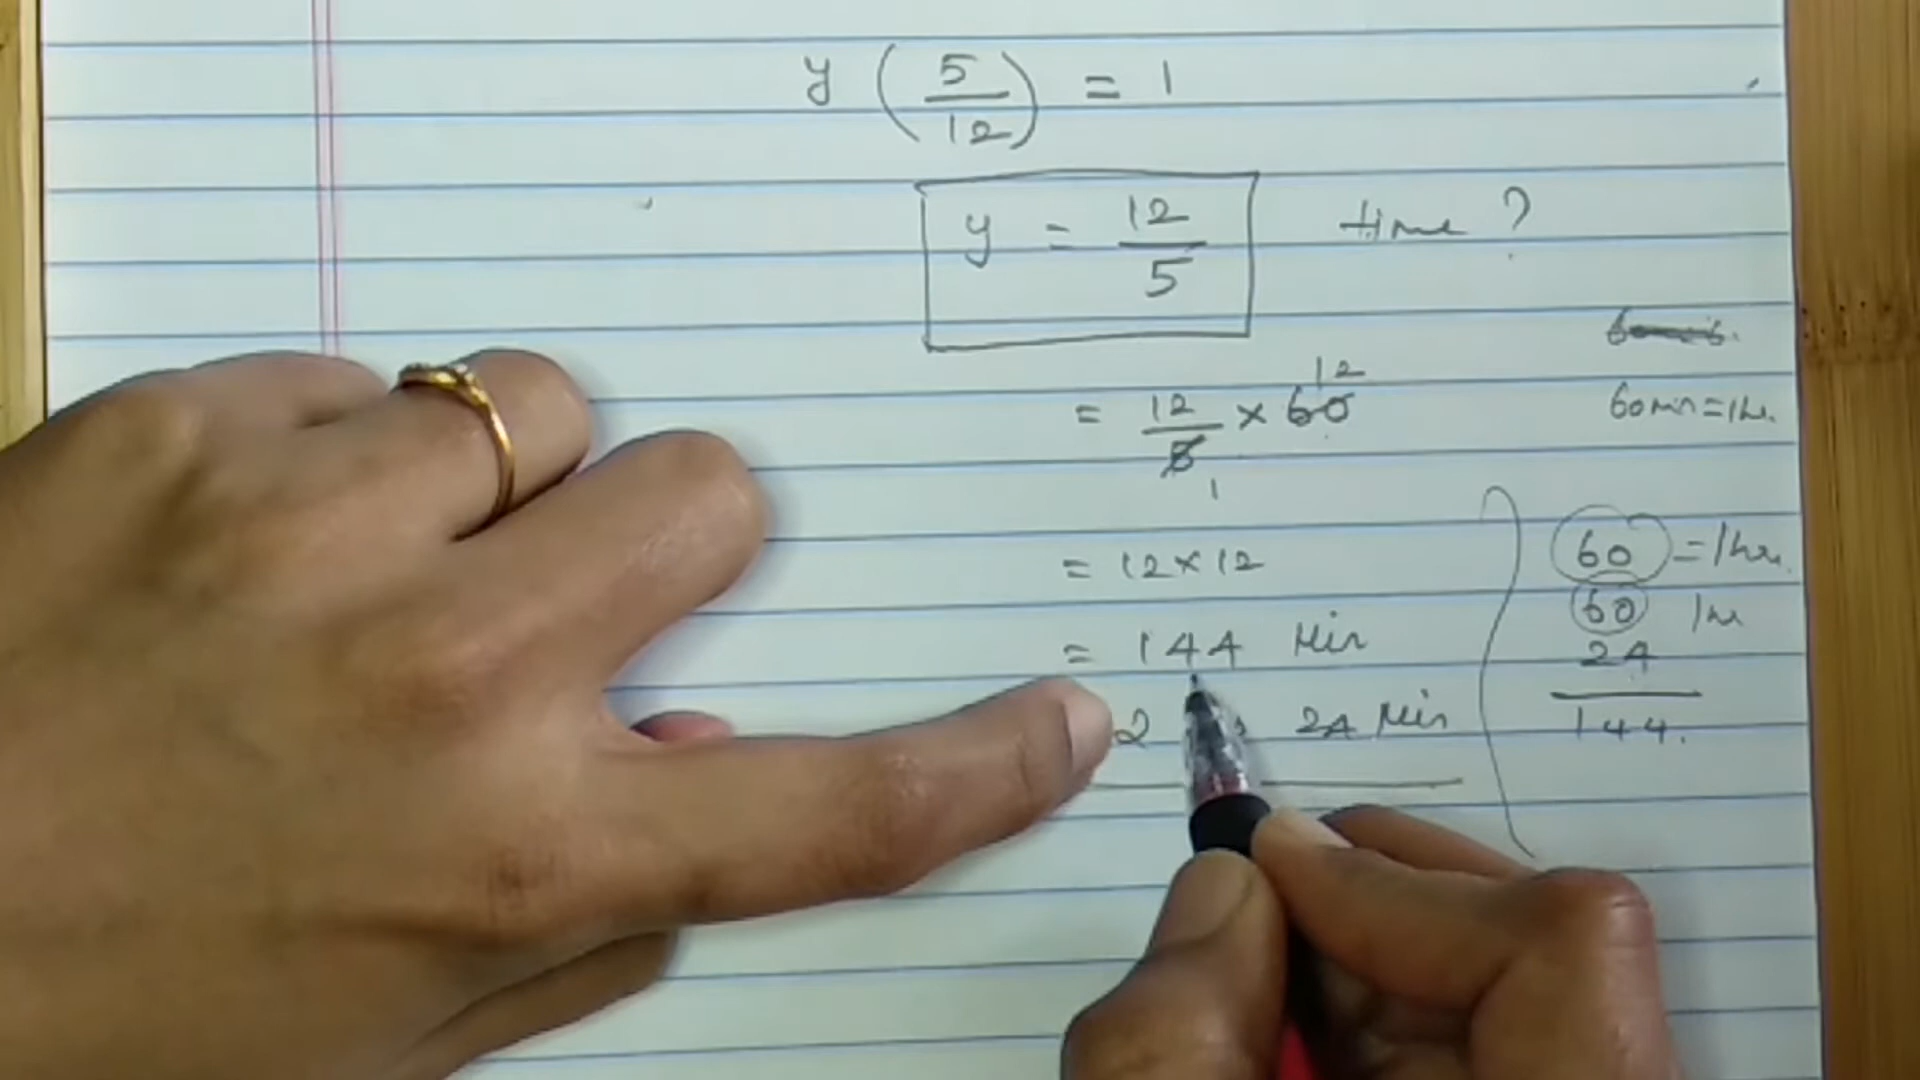 y (5/12) = 1
y = 12/5 time ?
= 12/5 × 60 12
1
60min=1hr.
= 12×12
= 144 Min
2 24 Min
60 =1hr.
60 1hr
24
144.